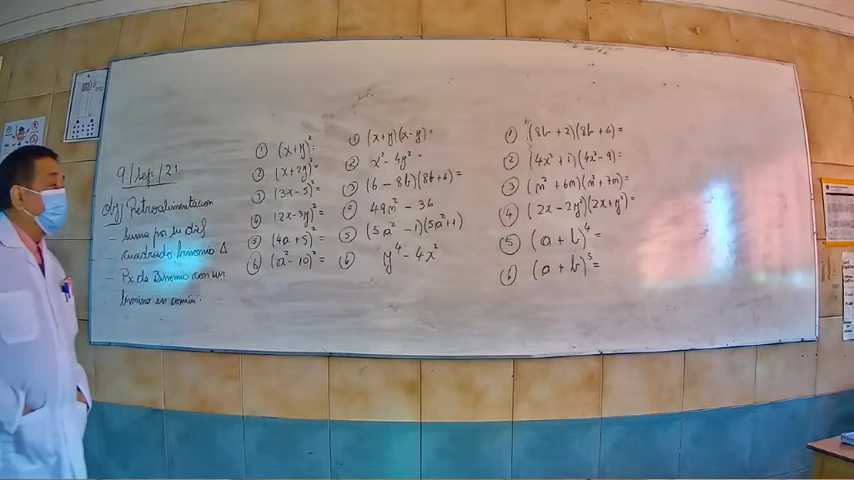 9/Sep/21
Obj Retroalimentacion
- Suma por su dif
- cuadrado binomio Δ
- Px de Binomio con un
término en común.
① (x+y)²=
② (x+2y)²=
③ (3x-5)²=
④ (2x-3y)²=
⑤ (4a+5)²=
⑥ (a²-10)²=
① (x+y)(x-y)=
② x²-4y²=
③ (6-8b)(8b+6)=
④ 49m²-36
⑤ (5a²-1)(5a²+1)
⑥ y⁴-4x²
① (8b+2)(8b+6)=
② (4x²+1)(4x²-9)=
③ (m²+6m)(m²+7m)=
④ (2x-2y²)(2x+y²)=
⑤ (a+b)⁴=
⑥ (a+b)³=